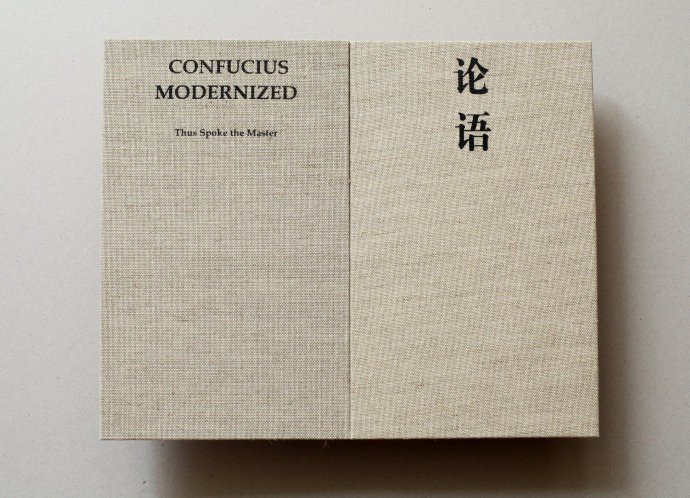 CONFUCIUS
MODERNIZED
Thus Spoke the Master
论
语